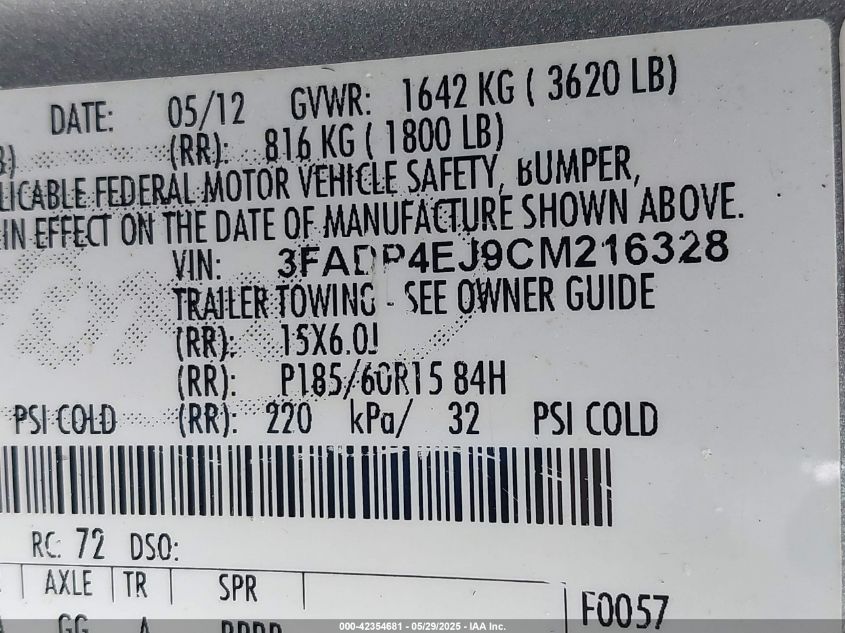 DATE: 05/12 GVWR: 1642 KG ( 3620 LB)
(RR): 816 KG ( 1800 LB)
FEDERAL MOTOR VEHICLE SAFETY, BUMPER,
IN EFFECT ON THE DATE OF MANUFACTURE SHOWN ABOVE.
VIN: 3FADP4EJ9CM216328
TRAILER TOWING - SEE OWNER GUIDE
(RR): 15X6.0J
(RR): P185/60R15 84H
PSI COLD (RR): 220 kPa/ 32 PSI COLD
RC: 72 DSO:
AXLE TR SPR
F0057
000-42354681 - 05/29/2025 - IAA Inc.